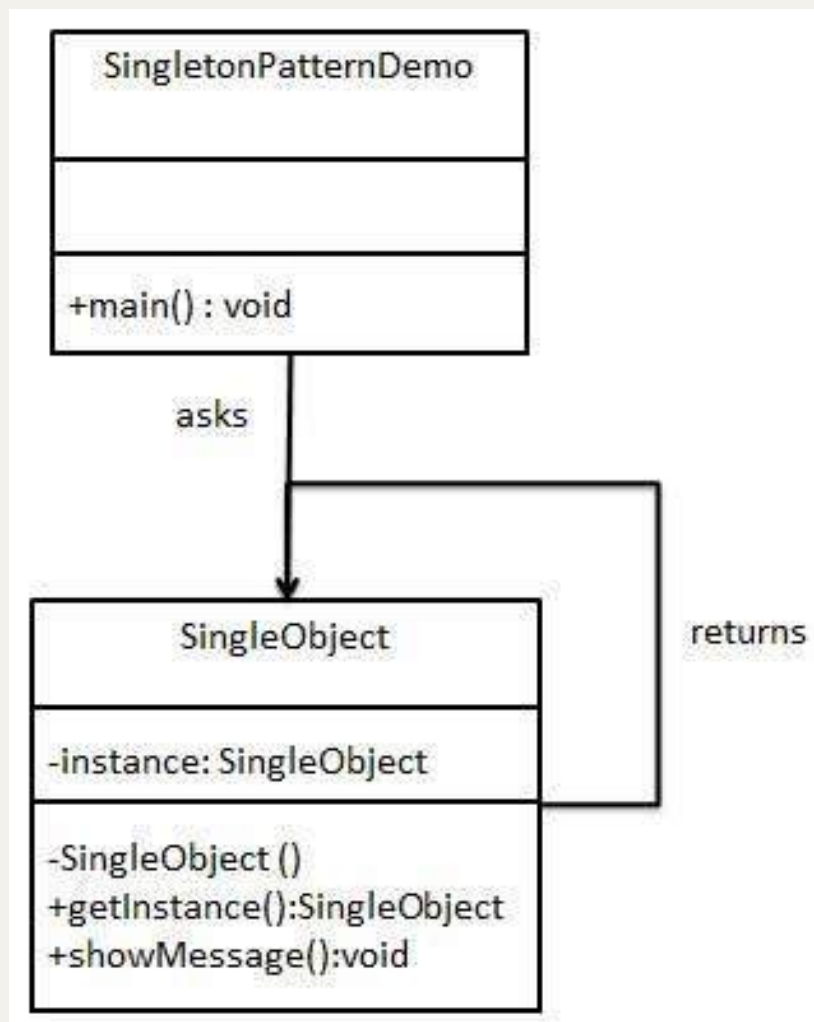 SingletonPatternDemo
+main() : void
asks
SingleObject
returns
-instance: SingleObject
-SingleObject ()
+getInstance():SingleObject
+showMessage():void